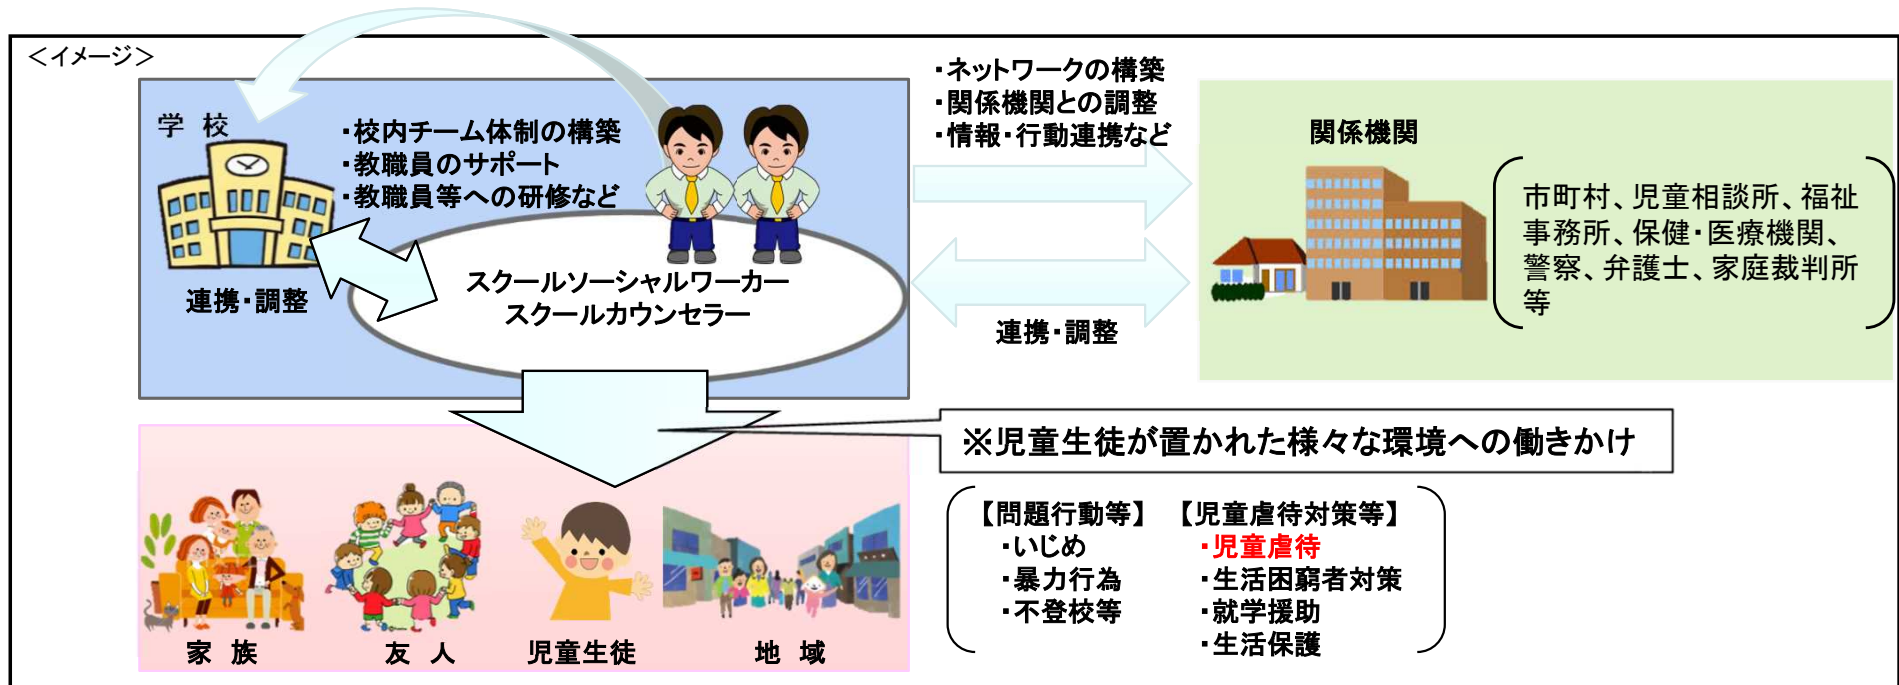 ＜イメージ＞
学 校
・校内チーム体制の構築
・教職員のサポート
・教職員等への研修など
連携・調整
スクールソーシャルワーカー
スクールカウンセラー
・ネットワークの構築
・関係機関との調整
・情報・行動連携など
連携・調整
関係機関
市町村、児童相談所、福祉
事務所、保健・医療機関、
警察、弁護士、家庭裁判所
等
※児童生徒が置かれた様々な環境への働きかけ
【問題行動等】
・いじめ
・暴力行為
・不登校等
【児童虐待対策等】
・児童虐待
・生活困窮者対策
・就学援助
・生活保護
家 族
友 人
児童生徒
地 域